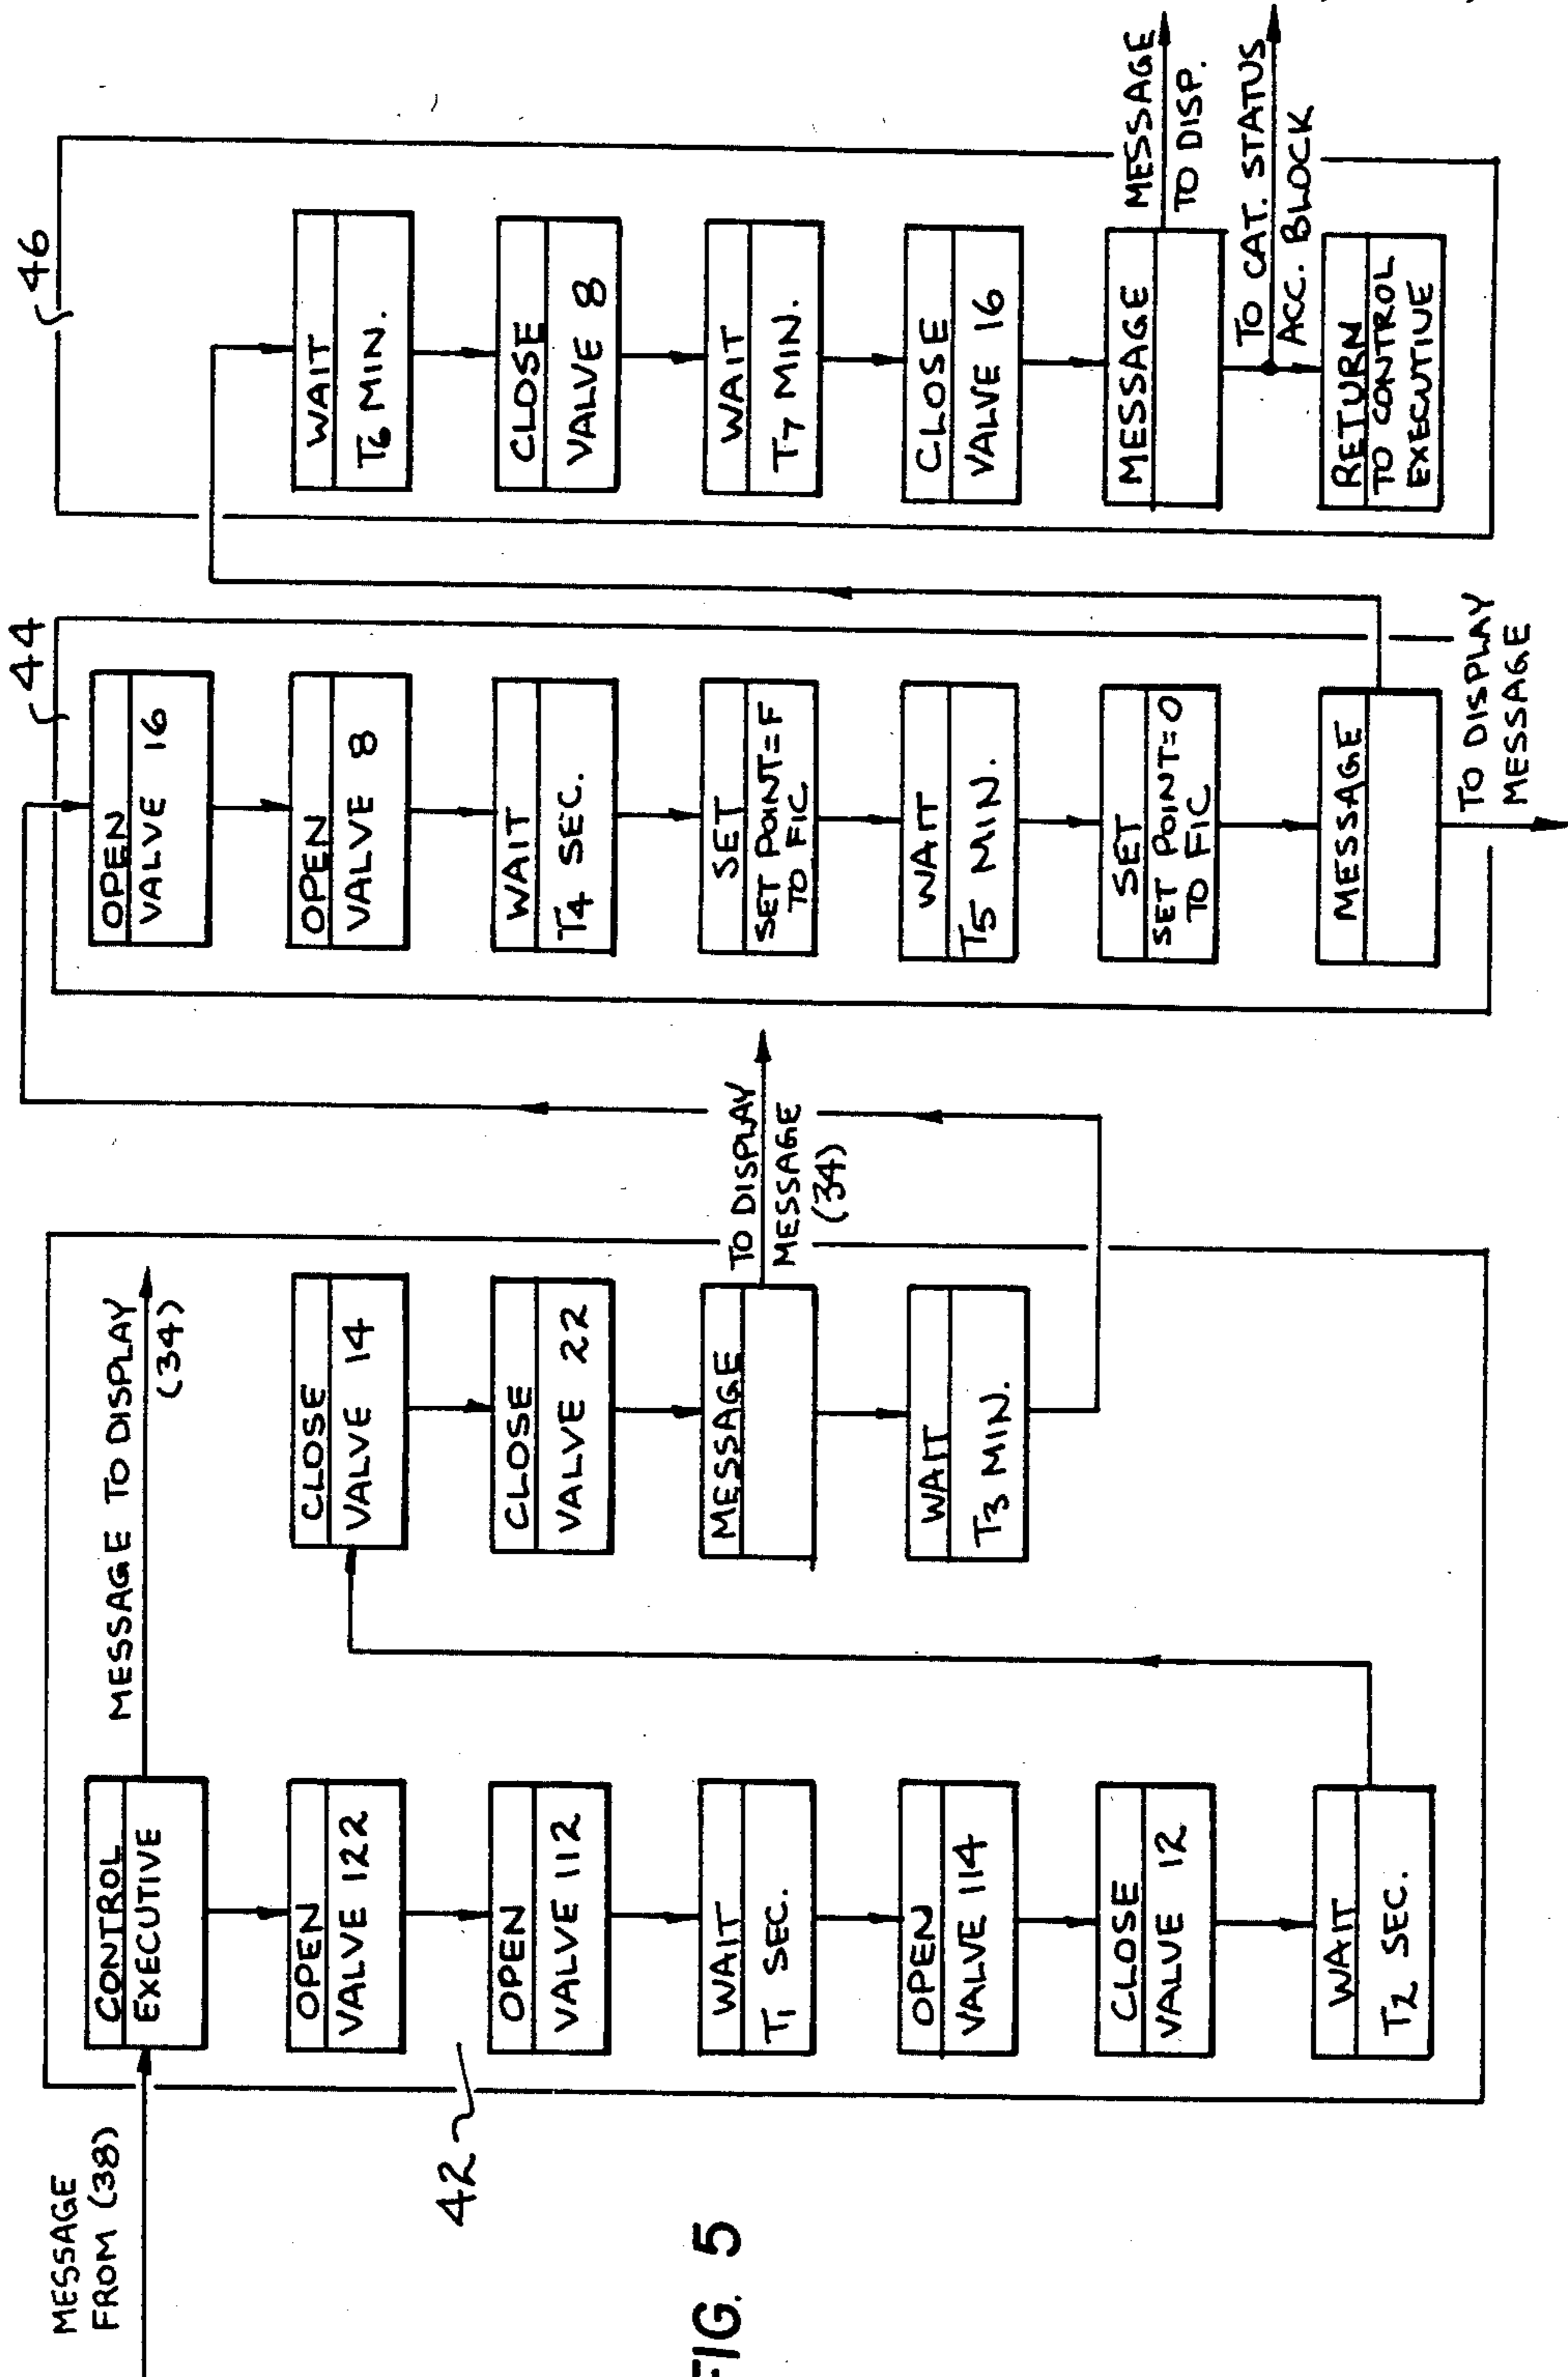 MESSAGE
FROM (38)
CONTROL
EXECUTIVE
MESSAGE TO DISPLAY
(34)
OPEN
VALVE 122
OPEN
VALVE 112
WAIT
T1 SEC.
OPEN
VALVE 114
CLOSE
VALVE 12
WAIT
T2 SEC.
42
CLOSE
VALVE 14
CLOSE
VALVE 22
MESSAGE
TO DISPLAY
MESSAGE
(34)
WAIT
T3 MIN.
44
OPEN
VALVE 16
OPEN
VALVE 8
WAIT
T4 SEC.
SET
SET POINT=F
TO FIC
WAIT
T5 MIN.
SET
SET POINT=0
TO FIC
MESSAGE
TO DISPLAY
MESSAGE
46
WAIT
T6 MIN.
CLOSE
VALVE 8
WAIT
T7 MIN.
CLOSE
VALVE 16
MESSAGE
MESSAGE
TO DISP.
TO CAT. STATUS
ACC. BLOCK
RETURN
TO CONTROL
EXECUTIVE
FIG. 5